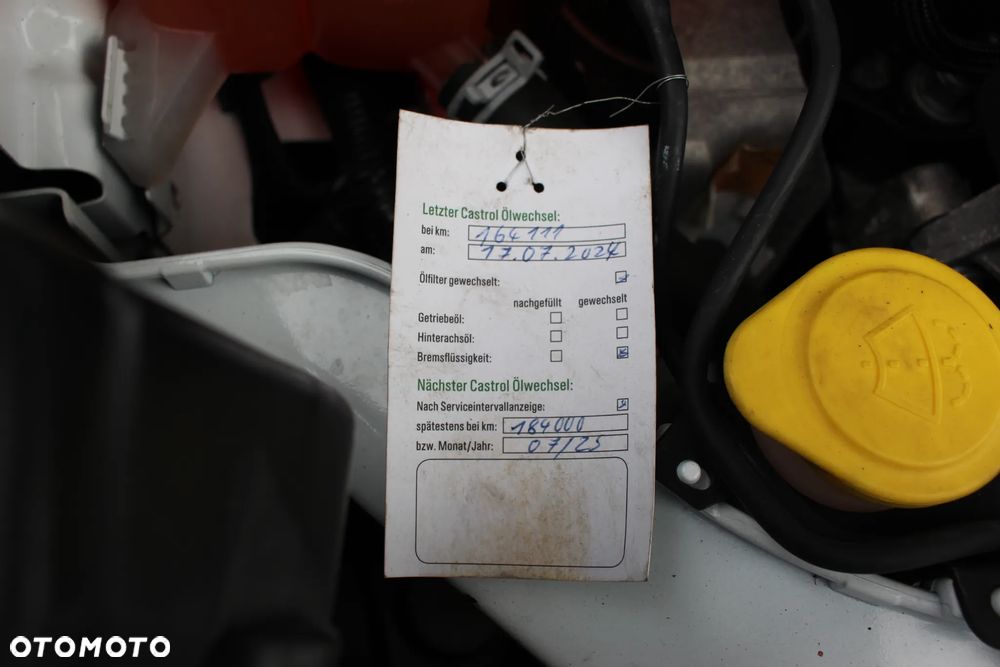 Letzter Castrol Ölwechsel:
bei km: 164111
am: 17.07.2024
Ölfilter gewechselt:
nachgefüllt gewechselt
Getriebeöl:
Hinterachsöl:
Bremsflüssigkeit:
Nächster Castrol Ölwechsel:
Nach Serviceintervallanzeige:
spätestens bei km: 184000
bzw. Monat/Jahr: 07/25
OTOMOTO